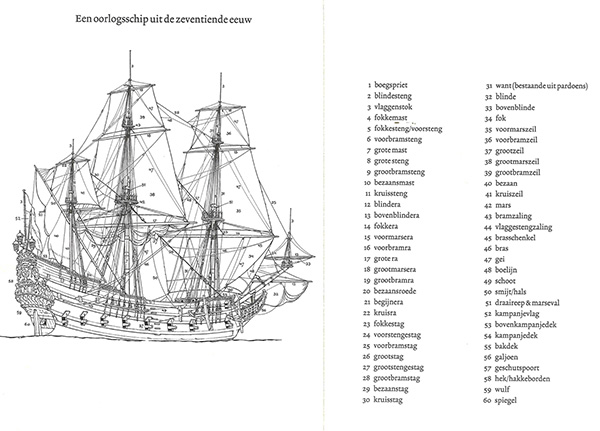 Een oorlogsschip uit de zeventiende eeuw
1 boegspriet
2 blindesteng
3 vlaggenstok
4 fokkemast
5 fokkesteng/voorsteng
6 voorbramsteng
7 grote mast
8 grote steng
9 grootbramsteng
10 bezaansmast
11 kruissteng
12 blindera
13 bovenblindera
14 fokkera
15 voormarsera
16 voorbramra
17 grote ra
18 grootmarsera
19 grootbramra
20 bezaansroede
21 begijnera
22 kruisra
23 fokkestag
24 voorstengestag
25 voorbramstag
26 grootstag
27 grootstengestag
28 grootbramstag
29 bezaanstag
30 kruisstag
31 want (bestaande uit pardoens)
32 blinde
33 bovenblinde
34 fok
35 voormarszeil
36 voorbramzeil
37 grootzeil
38 grootmarszeil
39 grootbramzeil
40 bezaan
41 kruiszeil
42 mars
43 bramzaling
44 vlaggestengzaling
45 brasschenkel
46 bras
47 gei
48 boelijn
49 schoot
50 smijt/hals
51 draaireep & marseval
52 kampanjevlag
53 bovenkampanjedek
54 kampanjedek
55 bakdek
56 galjoen
57 geschutspoort
58 hek/hakkeborden
59 wulf
60 spiegel